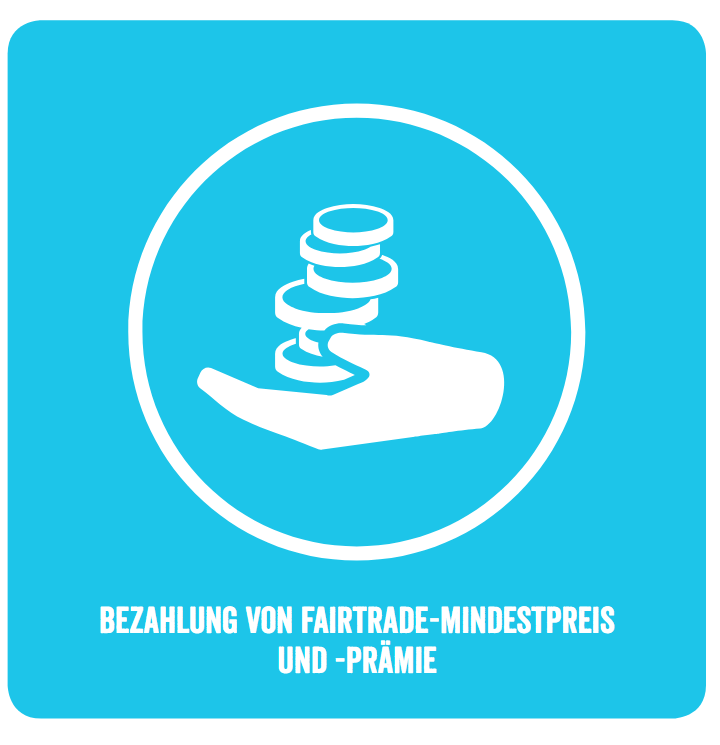 BEZAHLUNG VON FAIRTRADE-MINDESTPREIS
UND -PRÄMIE